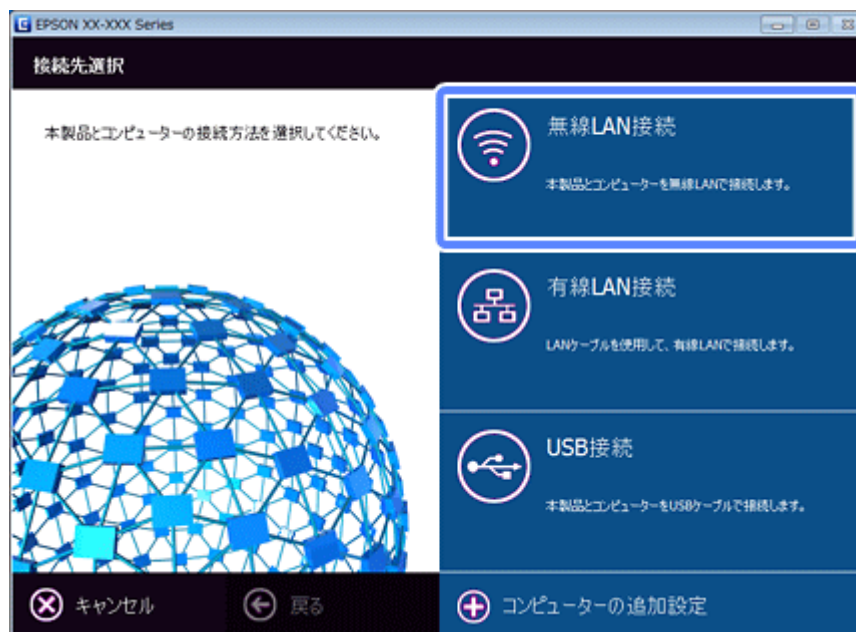 EPSON XX-XXX Series
接続先選択
本製品とコンピューターの接続方法を選択してください。
無線LAN接続
本製品とコンピューターを無線LANで接続します。
有線LAN接続
LANケーブルを使用して、有線LANで接続します。
USB接続
本製品とコンピューターをUSBケーブルで接続します。
キャンセル
戻る
コンピューターの追加設定